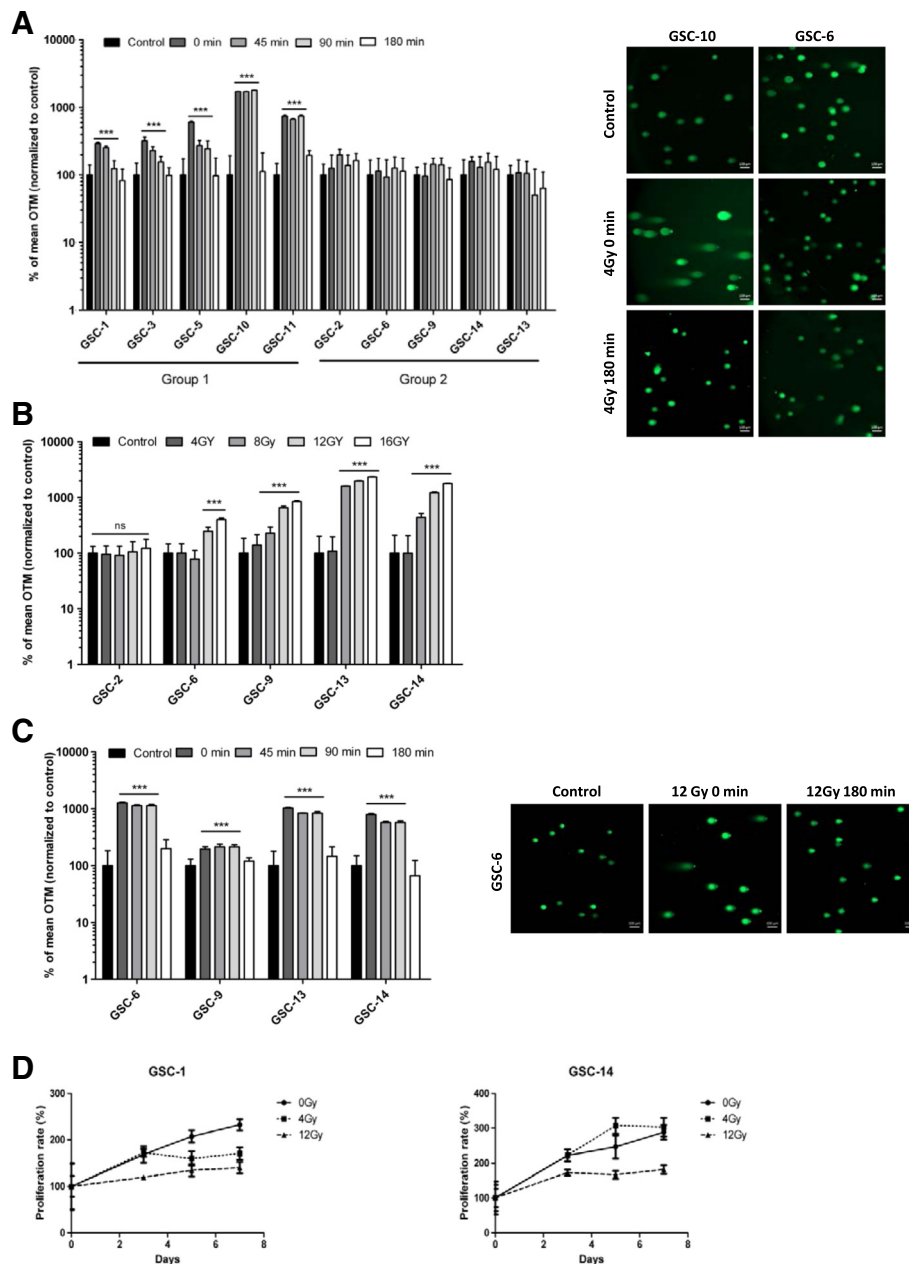 A
Control 0 min 45 min 90 min 180 min
% of mean OTM (normalized to control)
10000
1000
100
10
1
*** *** *** *** ***
GSC-1 GSC-3 GSC-5 GSC-10 GSC-11 GSC-2 GSC-6 GSC-9 GSC-14 GSC-13
Group 1 Group 2
GSC-10 GSC-6
Control
4Gy 0 min
4Gy 180 min
B
Control 4GY 8Gy 12GY 16GY
% of mean OTM (normalized to control)
10000
1000
100
10
1
ns *** *** *** ***
GSC-2 GSC-6 GSC-9 GSC-13 GSC-14
C
Control 0 min 45 min 90 min 180 min
% of mean OTM (normalized to control)
10000
1000
100
10
1
*** *** *** ***
GSC-6 GSC-9 GSC-13 GSC-14
Control 12 Gy 0 min 12Gy 180 min
GSC-6
D
GSC-1
Proliferation rate (%)
300
200
100
0
0 2 4 6 8
Days
0Gy
4Gy
12Gy
GSC-14
Proliferation rate (%)
400
300
200
100
0
0 2 4 6 8
Days
0Gy
4Gy
12Gy